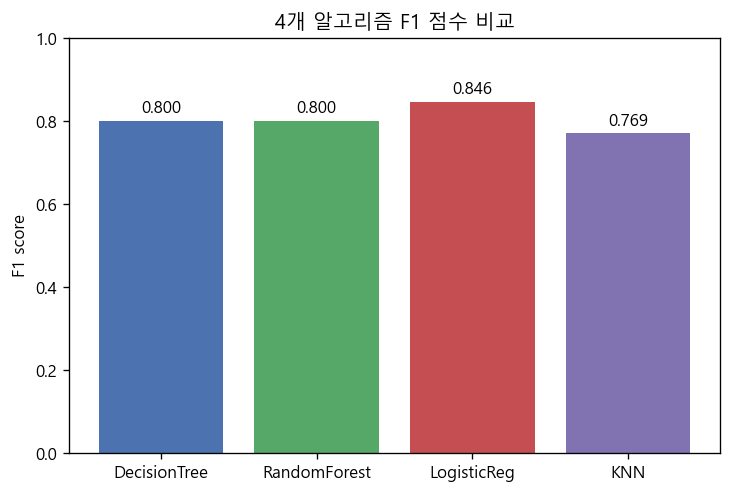 4개 알고리즘 F1 점수 비교
1.0
0.8
0.6
0.4
0.2
0.0
F1 score
0.800
0.800
0.846
0.769
DecisionTree
RandomForest
LogisticReg
KNN